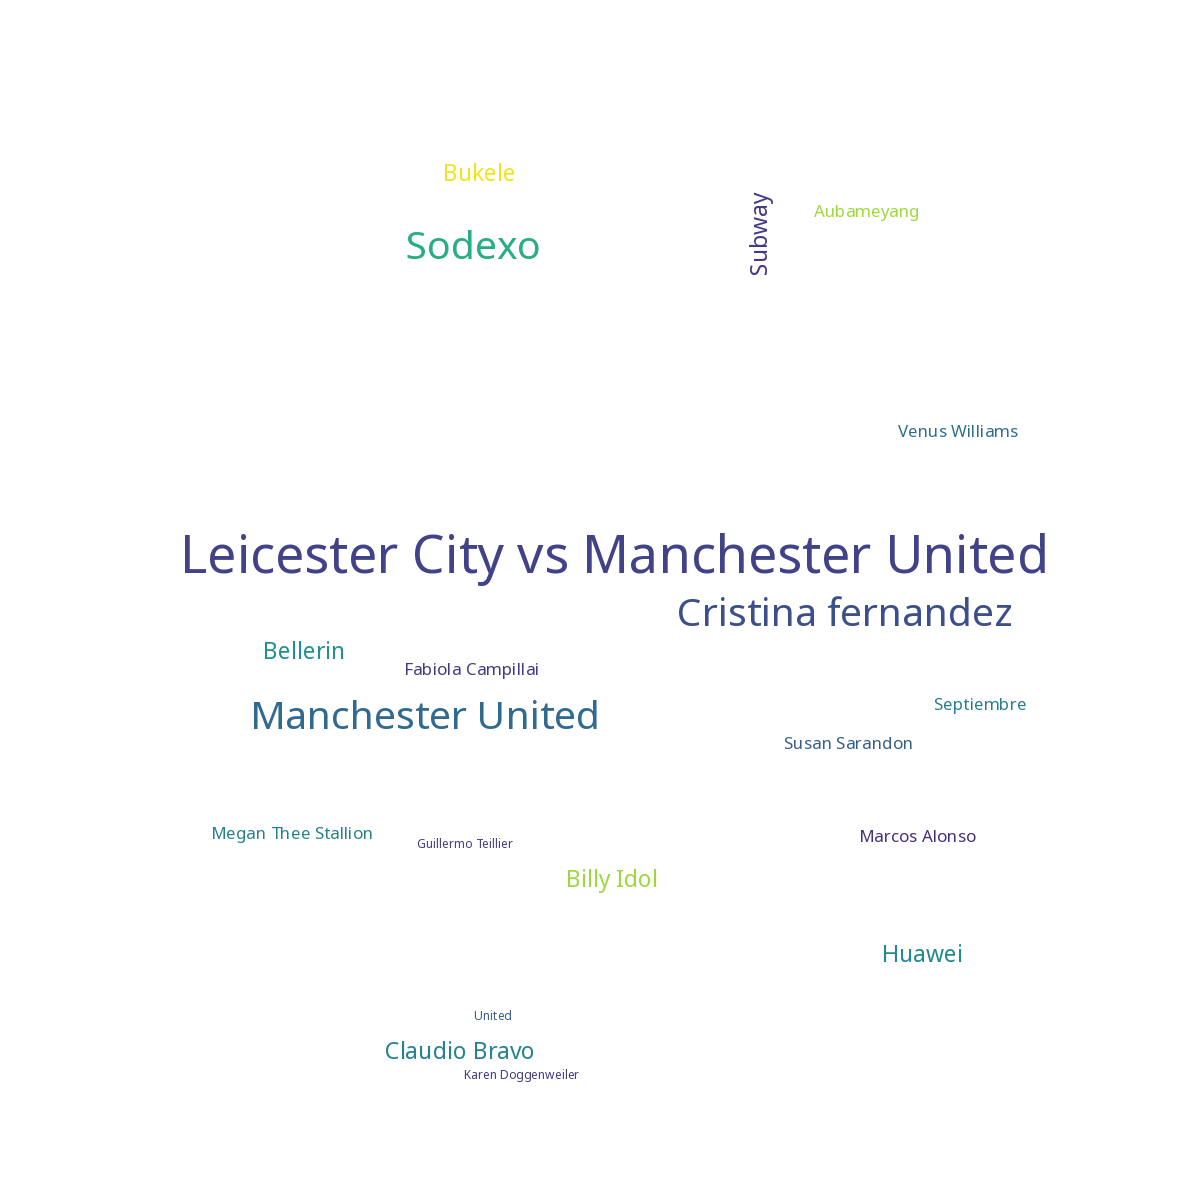 Bukele
Subway
Aubameyang
Sodexo
Venus Williams
Leicester City vs Manchester United
Cristina fernandez
Bellerin
Fabiola Campillai
Manchester United
Septiembre
Susan Sarandon
Megan Thee Stallion
Guillermo Teillier
Marcos Alonso
Billy Idol
Huawei
United
Claudio Bravo
Karen Doggenweiler